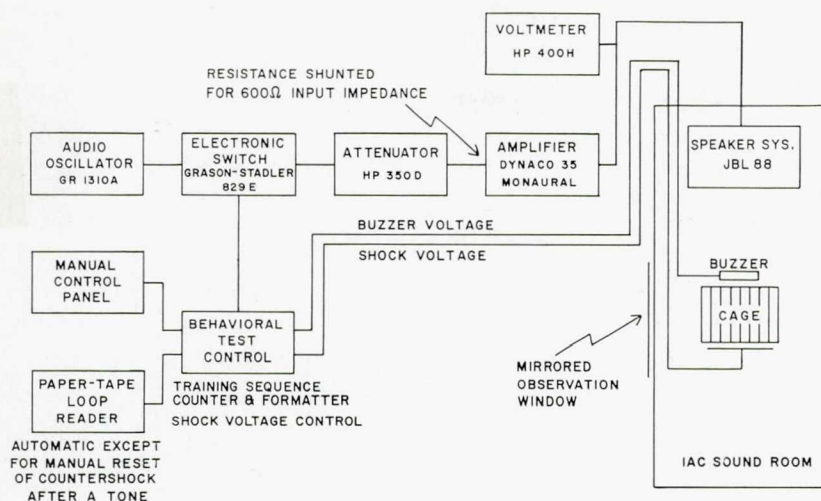 VOLTMETER
HP 400H
RESISTANCE SHUNTED
FOR 600Ω INPUT IMPEDANCE
AUDIO
OSCILLATOR
GR 1310A
ELECTRONIC
SWITCH
GRASON-STADLER
829E
ATTENUATOR
HP 350D
AMPLIFIER
DYNACO 35
MONAURAL
SPEAKER SYS.
JBL 88
BUZZER VOLTAGE
SHOCK VOLTAGE
MANUAL
CONTROL
PANEL
BEHAVIORAL
TEST
CONTROL
BUZZER
CAGE
MIRRORED
OBSERVATION
WINDOW
PAPER-TAPE
LOOP
READER
TRAINING SEQUENCE
COUNTER & FORMATTER
SHOCK VOLTAGE CONTROL
AUTOMATIC EXCEPT
FOR MANUAL RESET
OF COUNTERSHOCK
AFTER A TONE
IAC SOUND ROOM